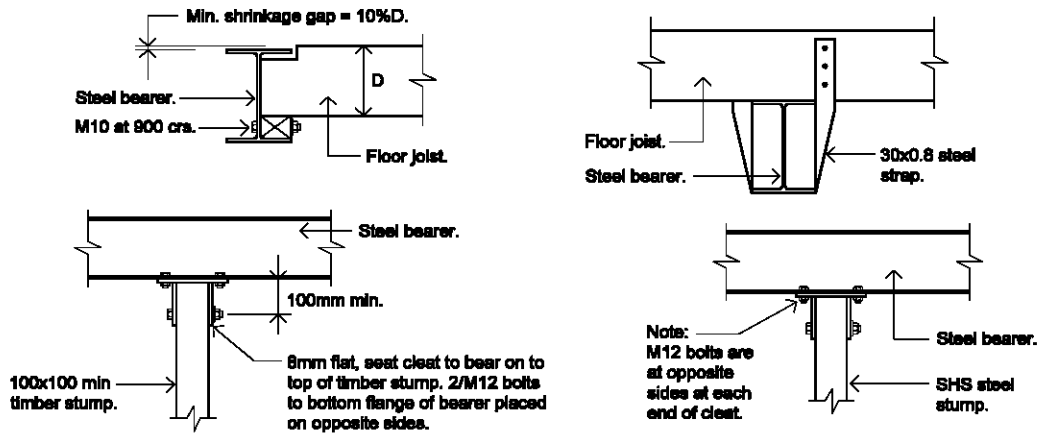 Min. shrinkage gap = 10%D.
D
Steel bearer.
M10 at 900 crs.
Floor joist.
Floor joist.
Steel bearer.
30x0.8 steel
strap.
Steel bearer.
100mm min.
100x100 min
timber stump.
8mm flat, seat cleat to bear on to
top of timber stump. 2/M12 bolts
to bottom flange of bearer placed
on opposite sides.
Note:
M12 bolts are
at opposite
sides at each
end of cleat.
Steel bearer.
SHS steel
stump.